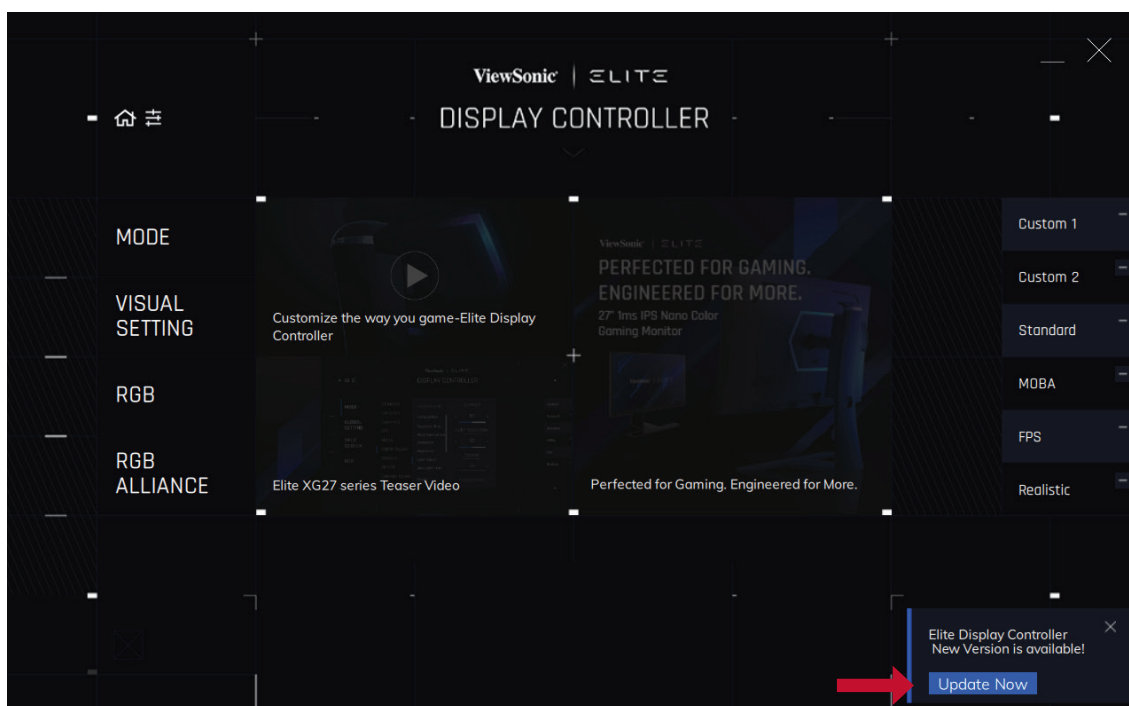 ViewSonic ELITE
DISPLAY CONTROLLER
MODE
VISUAL
SETTING
RGB
RGB
ALLIANCE
Customize the way you game-Elite Display
Controller
Elite XG27 series Teaser Video
ViewSonic ELITE
PERFECTED FOR GAMING.
ENGINEERED FOR MORE.
27" 1ms IPS Nano Color
Gaming Monitor
Perfected for Gaming. Engineered for More.
Custom 1
Custom 2
Standard
MOBA
FPS
Realistic
Elite Display Controller
New Version is available!
Update Now